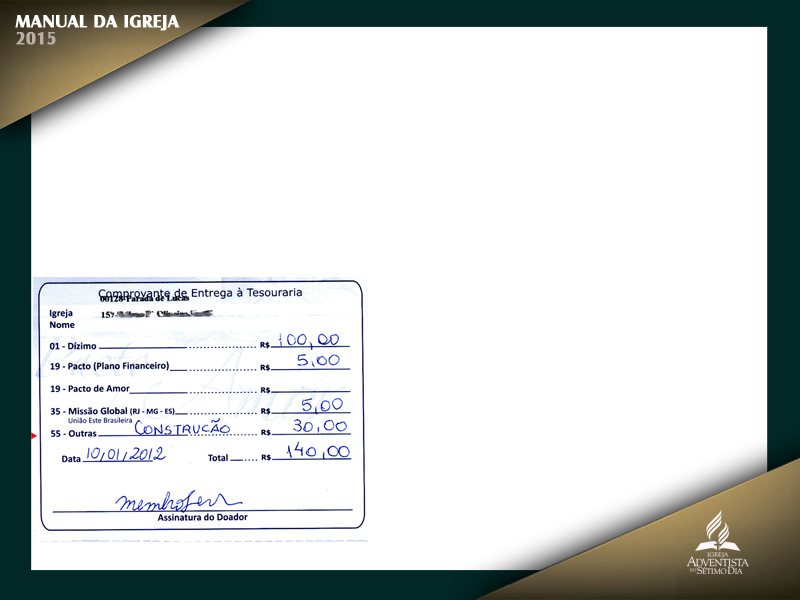 MANUAL DA IGREJA
2015
Comprovante de Entrega à Tesouraria
00128-Parada de Lucas
Igreja
157-
Nome
01 - Dízimo R$ 100,00
19 - Pacto (Plano Financeiro) R$ 5,00
19 - Pacto de Amor R$
35 - Missão Global (RJ - MG - ES) R$ 5,00
União Este Brasileira
55 - Outras CONSTRUCÃO R$ 30,00
Data 10/01/2012 Total R$ 140,00
Assinatura do Doador
IGREJA
ADVENTISTA
DO SÉTIMO DIA